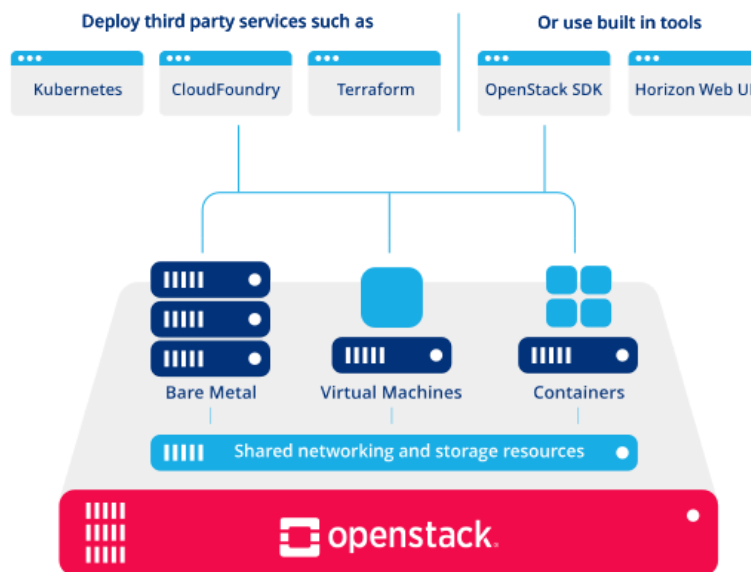 Deploy third party services such as
Or use built in tools
Kubernetes
CloudFoundry
Terraform
OpenStack SDK
Horizon Web UI
Bare Metal
Virtual Machines
Containers
Shared networking and storage resources
openstack.